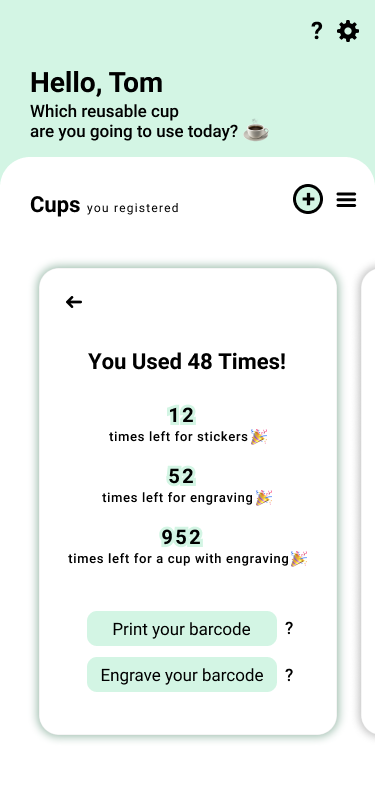 ?
Hello, Tom
Which reusable cup
are you going to use today? ☕
Cups you registered
You Used 48 Times!
12
times left for stickers🎉
52
times left for engraving🎉
952
times left for a cup with engraving🎉
Print your barcode ?
Engrave your barcode ?